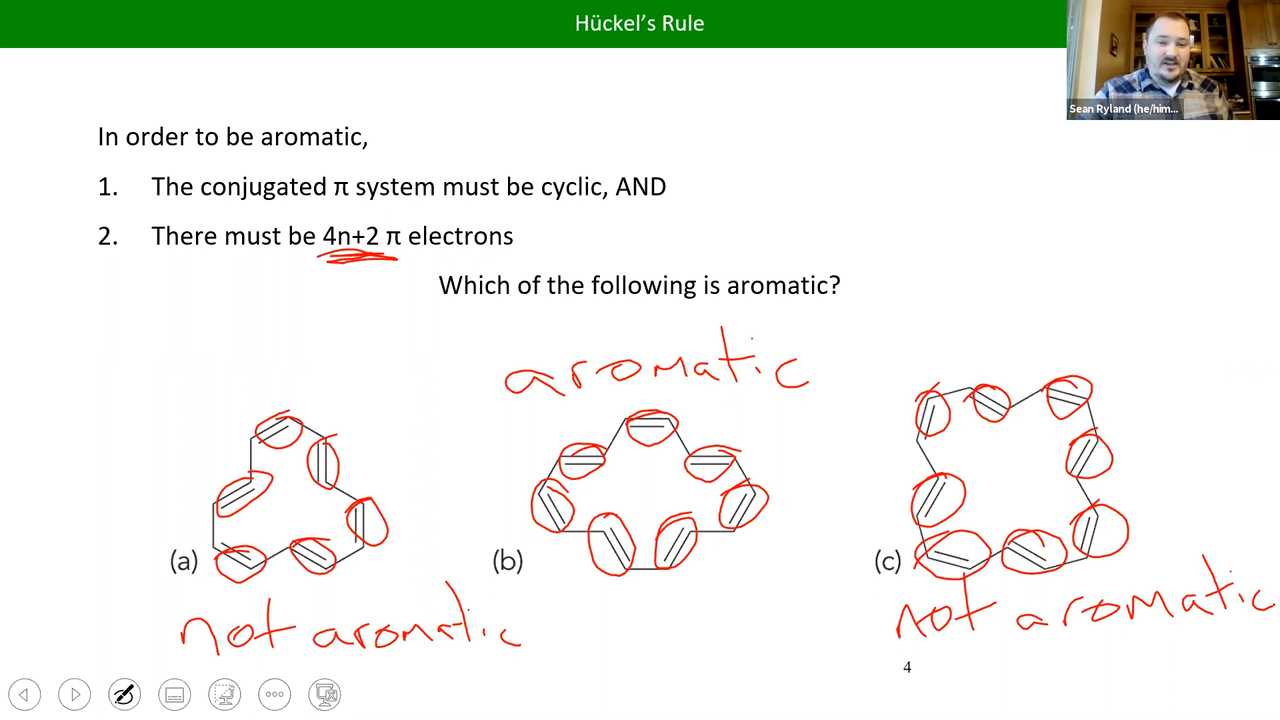 Hückel's Rule
Sean Ryland (he/him...
In order to be aromatic,
1. The conjugated π system must be cyclic, AND
2. There must be 4n+2 π electrons
Which of the following is aromatic?
aromatic
(a)
(b)
(c)
not aromatic
not aromatic
4